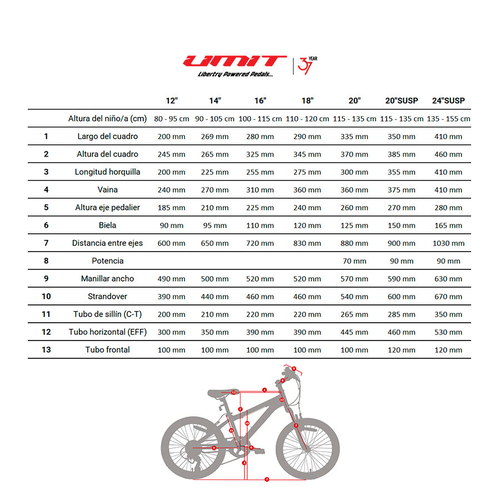 UMIT 37 YEAR
Libertry Powered Pedals...
12" 14" 16" 18" 20" 20"SUSP 24"SUSP
Altura del niño/a (cm) 80 - 95 cm 90 - 105 cm 100 - 115 cm 110 - 120 cm 115 - 135 cm 115 - 135 cm 135 - 155 cm
1 Largo del cuadro 200 mm 269 mm 280 mm 290 mm 335 mm 350 mm 410 mm
2 Altura del cuadro 245 mm 265 mm 325 mm 345 mm 370 mm 385 mm 460 mm
3 Longitud horquilla 200 mm 225 mm 255 mm 275 mm 300 mm 355 mm 410 mm
4 Vaina 240 mm 270 mm 310 mm 360 mm 360 mm 375 mm 410 mm
5 Altura eje pedalier 185 mm 210 mm 225 mm 240 mm 260 mm 270 mm 280 mm
6 Biela 90 mm 95 mm 110 mm 120 mm 125 mm 150 mm 165 mm
7 Distancia entre ejes 600 mm 650 mm 720 mm 830 mm 880 mm 900 mm 1030 mm
8 Potencia 70 mm 90 mm 90 mm
9 Manillar ancho 490 mm 500 mm 520 mm 520 mm 570 mm 590 mm 630 mm
10 Strandover 390 mm 440 mm 460 mm 460 mm 540 mm 600 mm 670 mm
11 Tubo de sillín (C-T) 200 mm 210 mm 220 mm 220 mm 265 mm 285 mm 350 mm
12 Tubo horizontal (EFF) 300 mm 350 mm 390 mm 390 mm 445 mm 460 mm 530 mm
13 Tubo frontal 100 mm 100 mm 100 mm 100 mm 100 mm 120 mm 120 mm